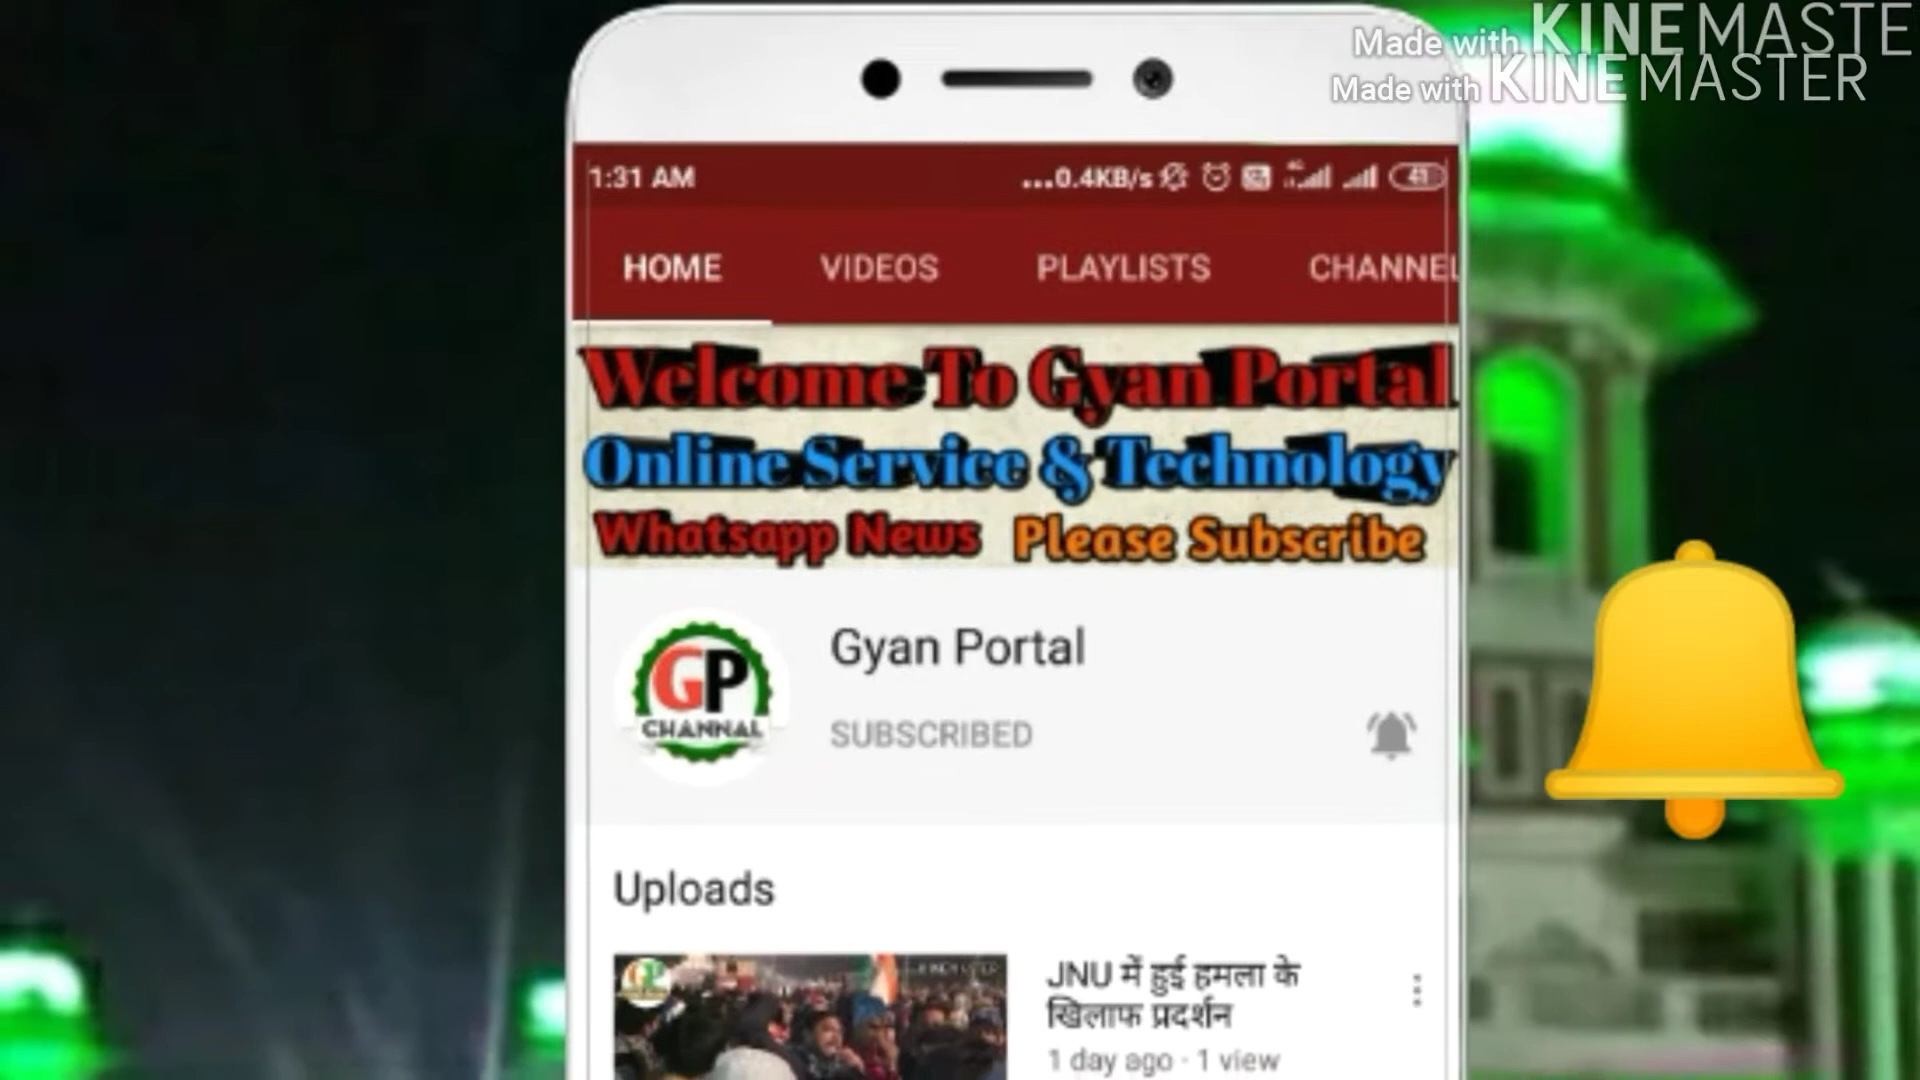 Made with KINEMASTE
Made with KINEMASTER
1:31 AM
...0.4KB/s
41
HOME VIDEOS PLAYLISTS CHANNEL
Welcome To Gyan Portal
Online Service & Technology
Whatsapp News Please Subscribe
GP
CHANNAL
Gyan Portal
SUBSCRIBED
Uploads
JNU में हुई हमला के
खिलाफ प्रदर्शन
1 day ago · 1 view